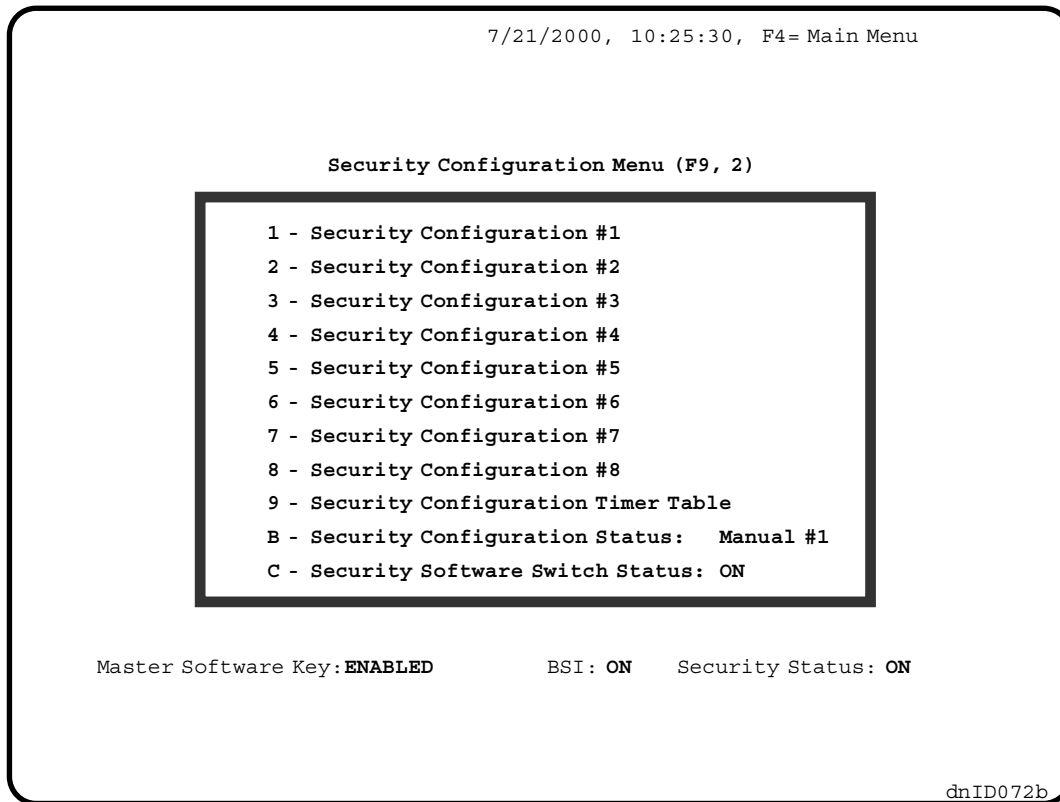 7/21/2000, 10:25:30, F4= Main Menu
Security Configuration Menu (F9, 2)
1 - Security Configuration #1
2 - Security Configuration #2
3 - Security Configuration #3
4 - Security Configuration #4
5 - Security Configuration #5
6 - Security Configuration #6
7 - Security Configuration #7
8 - Security Configuration #8
9 - Security Configuration Timer Table
B - Security Configuration Status: Manual #1
C - Security Software Switch Status: ON
Master Software Key: ENABLED BSI: ON Security Status: ON
dnID072b